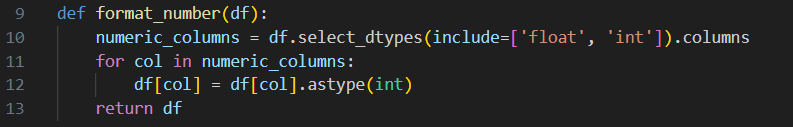 9 def format_number(df):
10     numeric_columns = df.select_dtypes(include=['float', 'int']).columns
11     for col in numeric_columns:
12         df[col] = df[col].astype(int)
13     return df